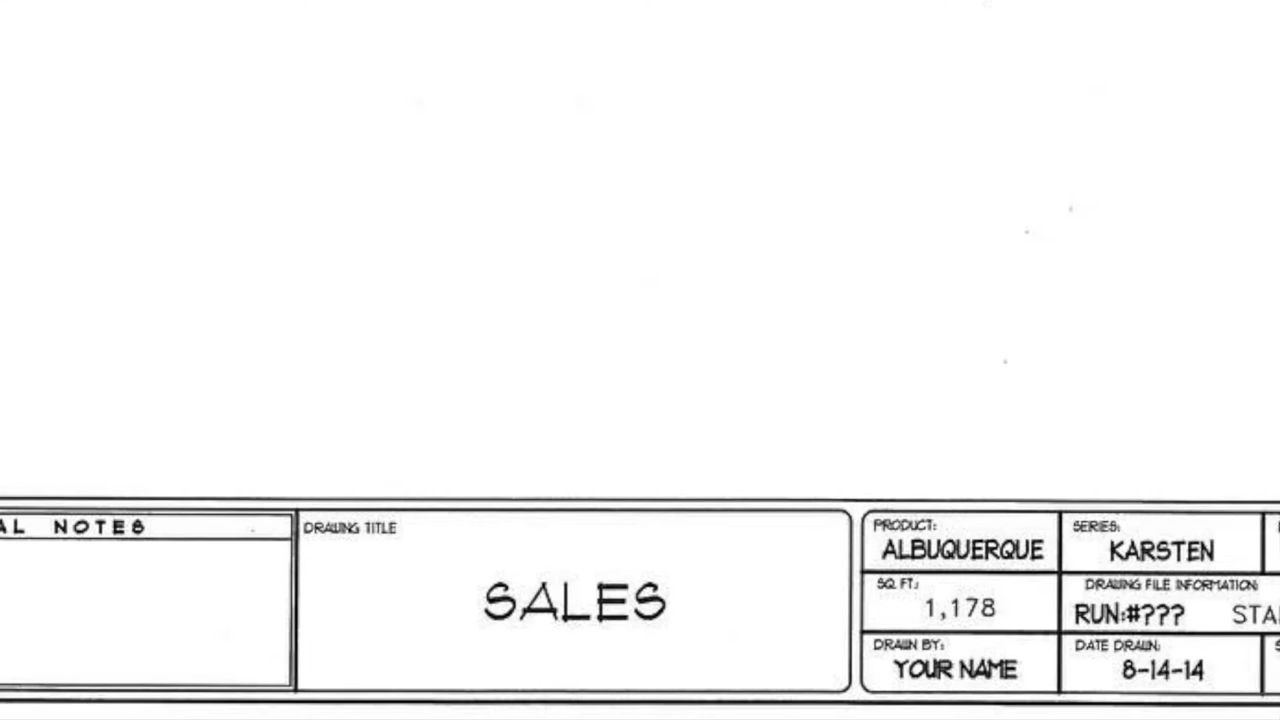 AL NOTES
DRAWING TITLE
SALES
PRODUCT:
ALBUQUERQUE
SERIES:
KARSTEN
SQ. FT.:
1,178
DRAWING FILE INFORMATION:
RUN:#???
DRAWN BY:
YOUR NAME
DATE DRAWN:
8-14-14